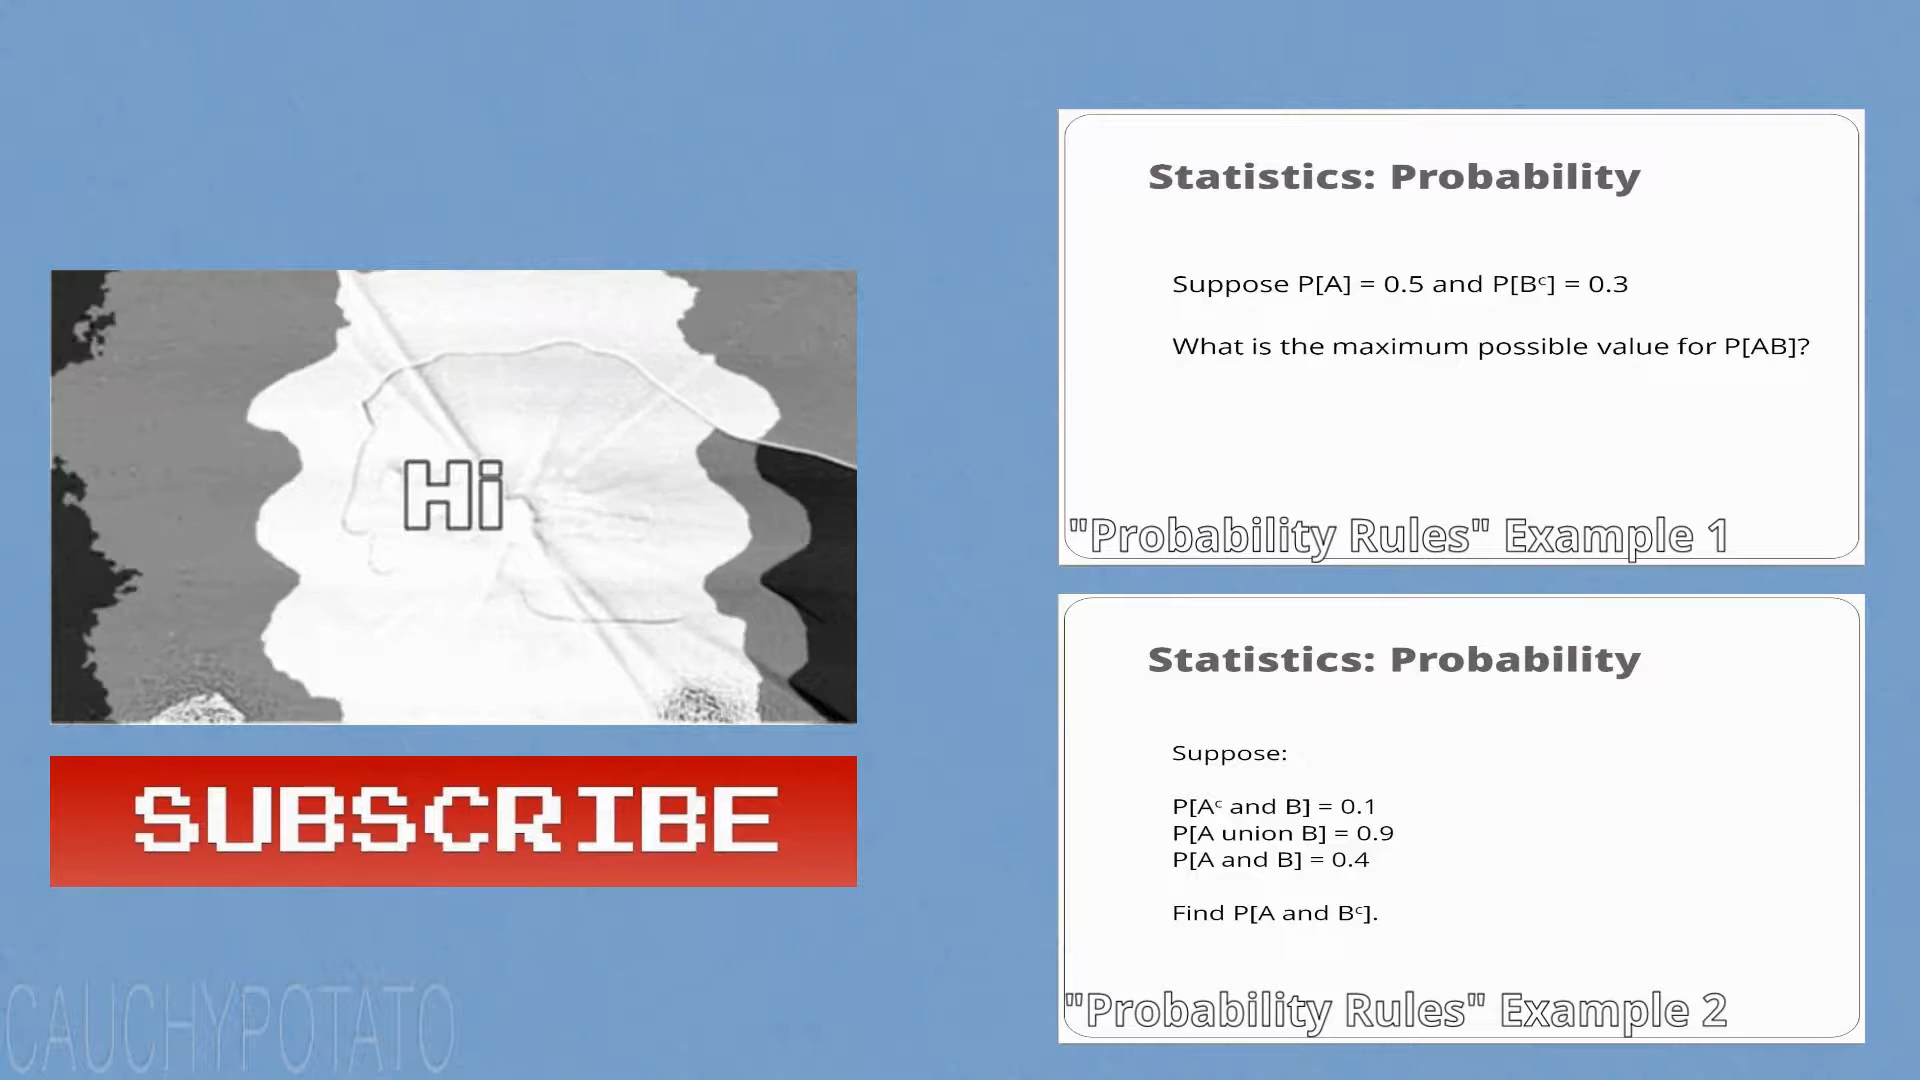 Hi
SUBSCRIBE
CAUCHYPOTATO
Statistics: Probability
Suppose P[A] = 0.5 and P[Bᶜ] = 0.3
What is the maximum possible value for P[AB]?
"Probability Rules" Example 1
Statistics: Probability
Suppose:
P[Aᶜ and B] = 0.1
P[A union B] = 0.9
P[A and B] = 0.4
Find P[A and Bᶜ].
"Probability Rules" Example 2